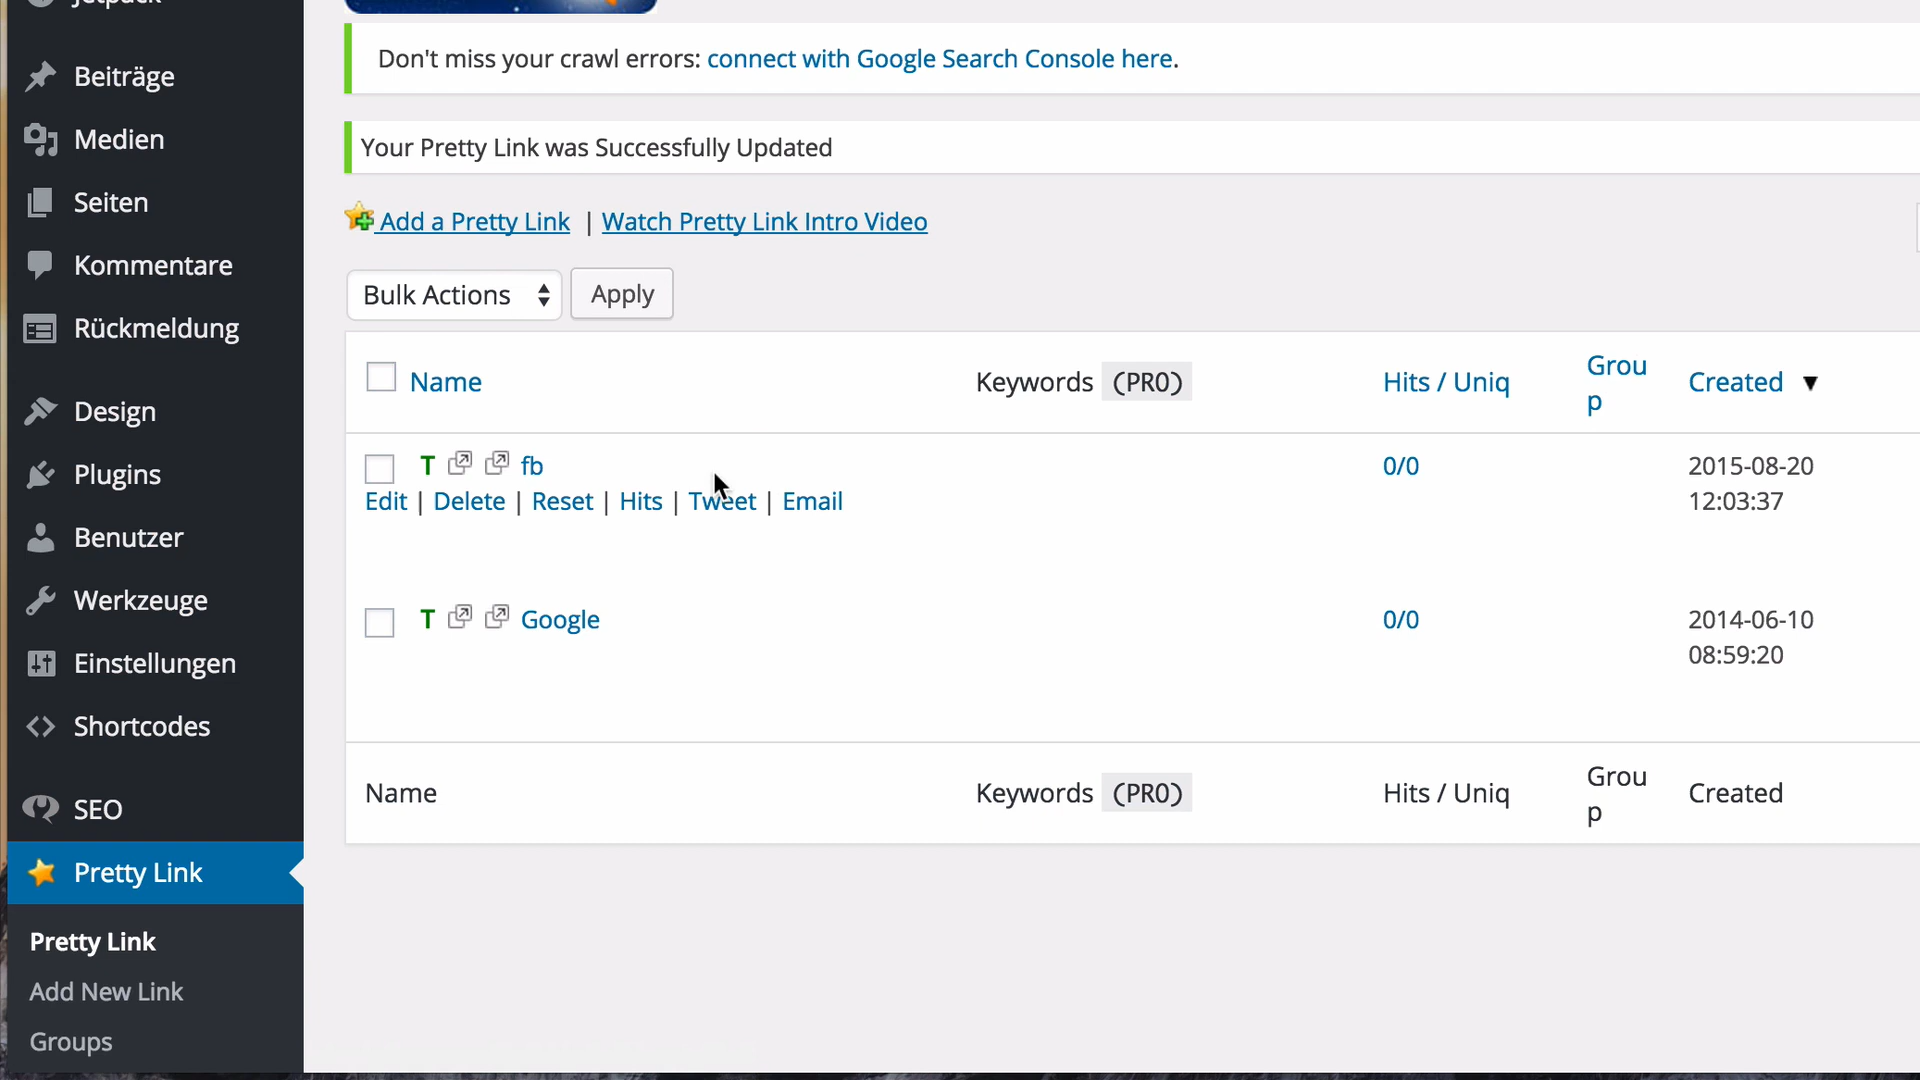 Jetpack
Beiträge
Medien
Seiten
Kommentare
Rückmeldung
Design
Plugins
Benutzer
Werkzeuge
Einstellungen
Shortcodes
SEO
Pretty Link
Pretty Link
Add New Link
Groups
Don't miss your crawl errors: connect with Google Search Console here.
Your Pretty Link was Successfully Updated
Add a Pretty Link | Watch Pretty Link Intro Video
Bulk Actions Apply
Name Keywords (PRO) Hits / Uniq Grou
p Created ▼
T fb 0/0 2015-08-20
Edit | Delete | Reset | Hits | Tweet | Email 12:03:37
T Google 0/0 2014-06-10
08:59:20
Name Keywords (PRO) Hits / Uniq Grou
p Created